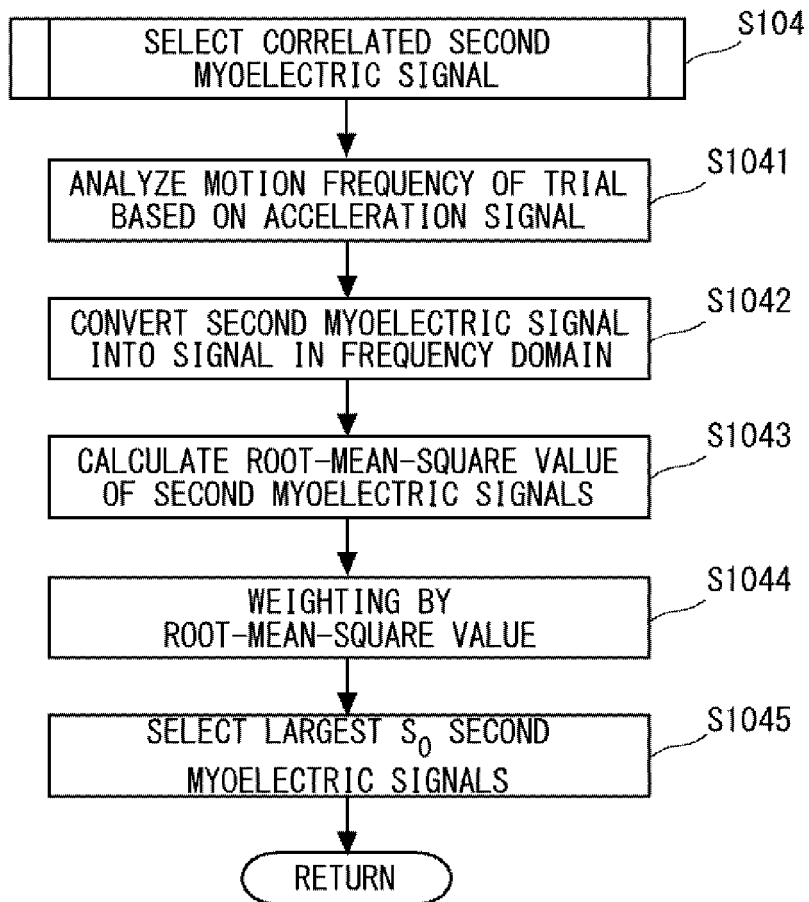 SELECT CORRELATED SECOND
MYOELECTRIC SIGNAL
S104
ANALYZE MOTION FREQUENCY OF TRIAL
BASED ON ACCELERATION SIGNAL
S1041
CONVERT SECOND MYOELECTRIC SIGNAL
INTO SIGNAL IN FREQUENCY DOMAIN
S1042
CALCULATE ROOT-MEAN-SQUARE VALUE
OF SECOND MYOELECTRIC SIGNALS
S1043
WEIGHTING BY
ROOT-MEAN-SQUARE VALUE
S1044
SELECT LARGEST S₀ SECOND
MYOELECTRIC SIGNALS
S1045
RETURN